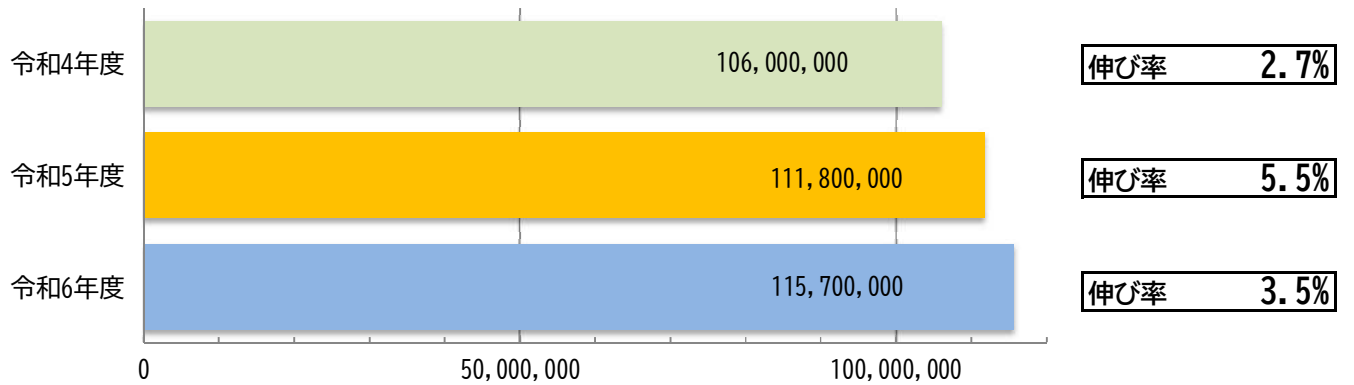 令和4年度 106,000,000 伸び率 2.7%
令和5年度 111,800,000 伸び率 5.5%
令和6年度 115,700,000 伸び率 3.5%
0 50,000,000 100,000,000